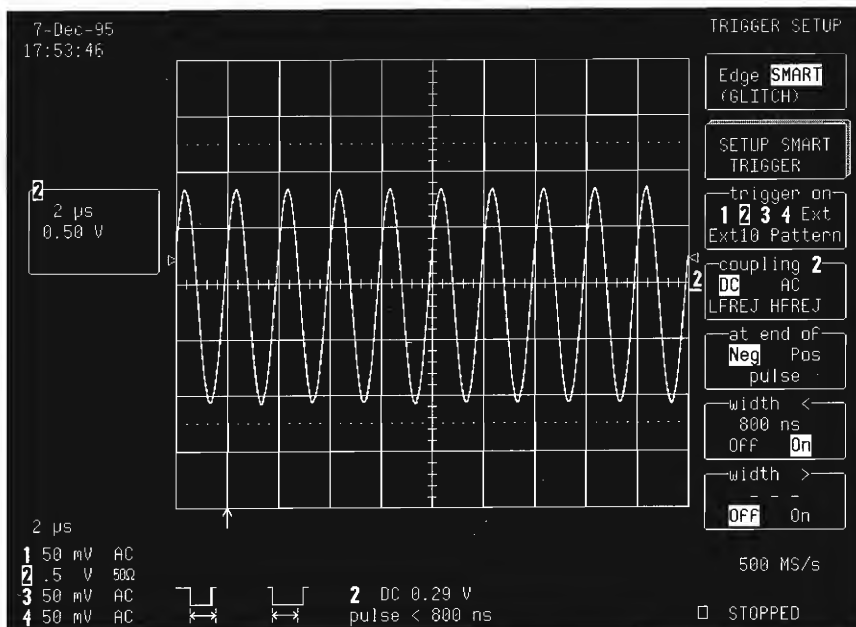 7-Dec-95
17:53:46
2
2 µs
0.50 V
2
TRIGGER SETUP
Edge SMART
(GLITCH)
SETUP SMART
TRIGGER
trigger on
1 2 3 4 Ext
Ext10 Pattern
coupling 2
DC AC
LFREJ HFREJ
at end of
Neg Pos
pulse
width <
800 ns
Off On
width >
- - -
Off On
2 µs
1 50 mV AC
2 .5 V 50Ω
3 50 mV AC
4 50 mV AC
2 DC 0.29 V
pulse < 800 ns
500 MS/s
STOPPED